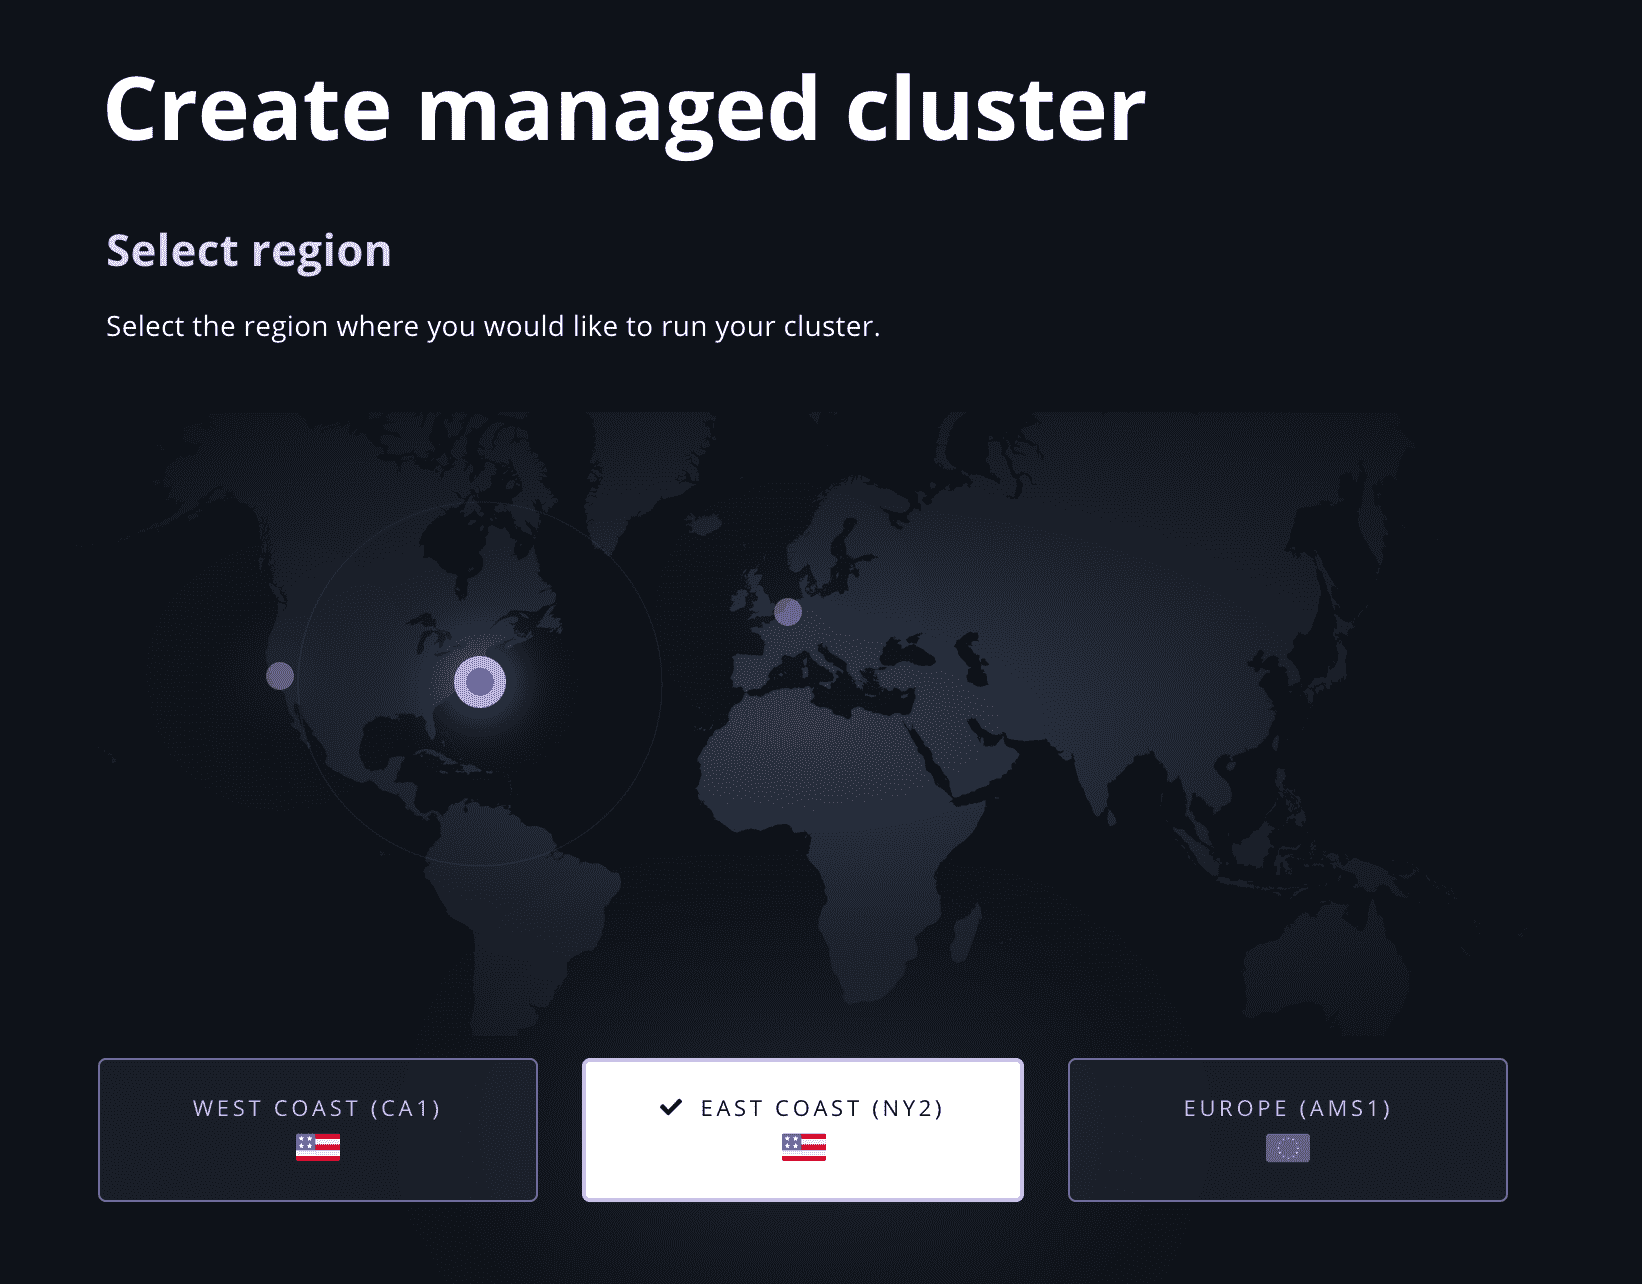 Create managed cluster
Select region
Select the region where you would like to run your cluster.
WEST COAST (CA1)
EAST COAST (NY2)
EUROPE (AMS1)